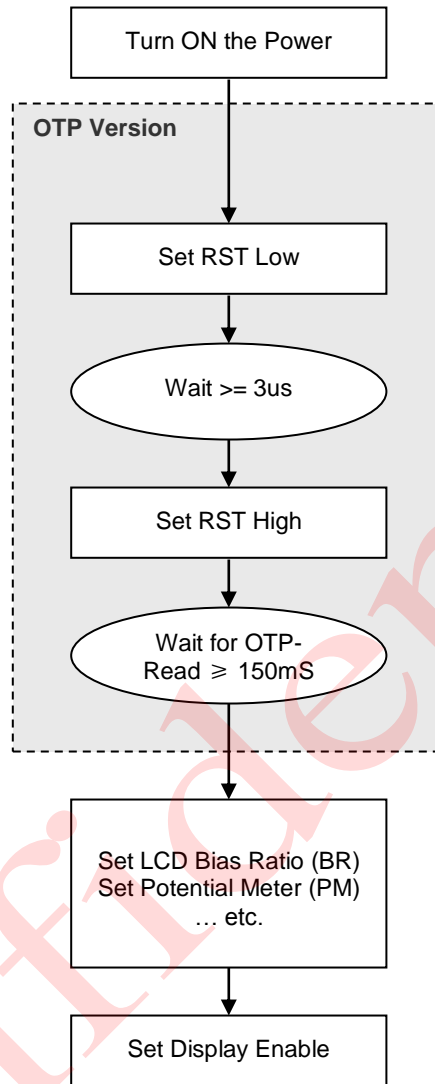 Turn ON the Power
OTP Version
Set RST Low
Wait >= 3us
Set RST High
Wait for OTP-
Read ≥ 150mS
Set LCD Bias Ratio (BR)
Set Potential Meter (PM)
… etc.
Set Display Enable
fiden